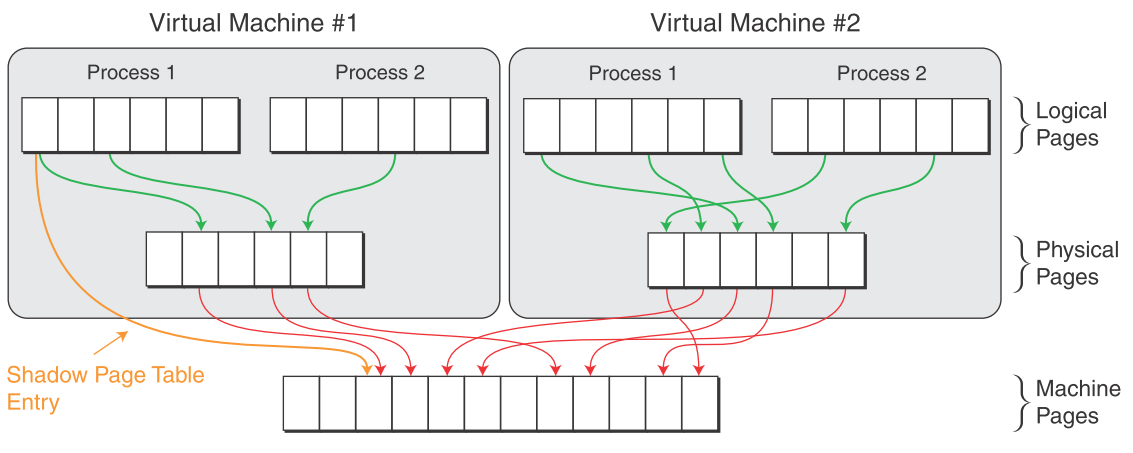 Virtual Machine #1
Virtual Machine #2
Process 1
Process 2
Process 1
Process 2
Logical
Pages
Physical
Pages
Shadow Page Table
Entry
Machine
Pages